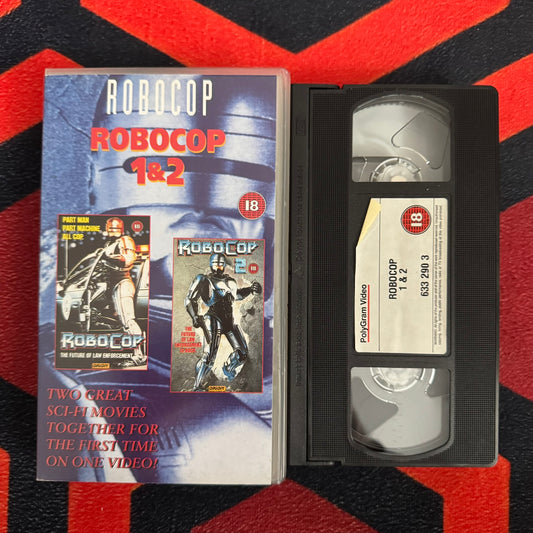 ROBOCOP
ROBOCOP
1&2
18
PART MAN
PART MACHINE
ALL COP
18
ROBOCOP
THE FUTURE OF LAW ENFORCEMENT
ROBOCOP
2
18
TWO GREAT
SCI-FI MOVIES
TOGETHER FOR
THE FIRST TIME
ON ONE VIDEO!
PolyGram Video
ROBOCOP
1 & 2
633 290 3
18